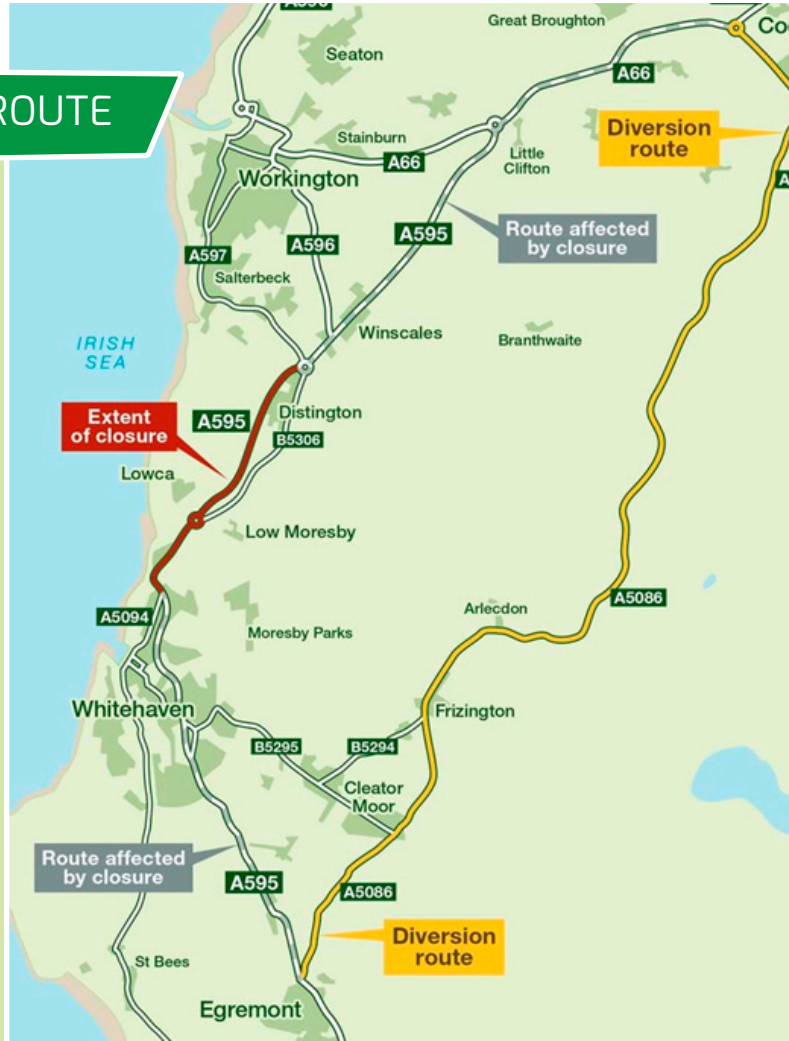 Great Broughton
Seaton
A66
ROUTE
Diversion
route
Stainburn
Little
Clifton
A66
Workington
A595
Route affected
by closure
A596
A597
Salterbeck
Winscales
Branthwaite
IRISH
SEA
Extent
of closure
A595
Distington
B5306
Lowca
Low Moresby
A5086
Arlecdon
A5094
Moresby Parks
Whitehaven
Frizington
B5295
B5294
Cleator
Moor
Route affected
by closure
A595
A5086
Diversion
route
St Bees
Egremont